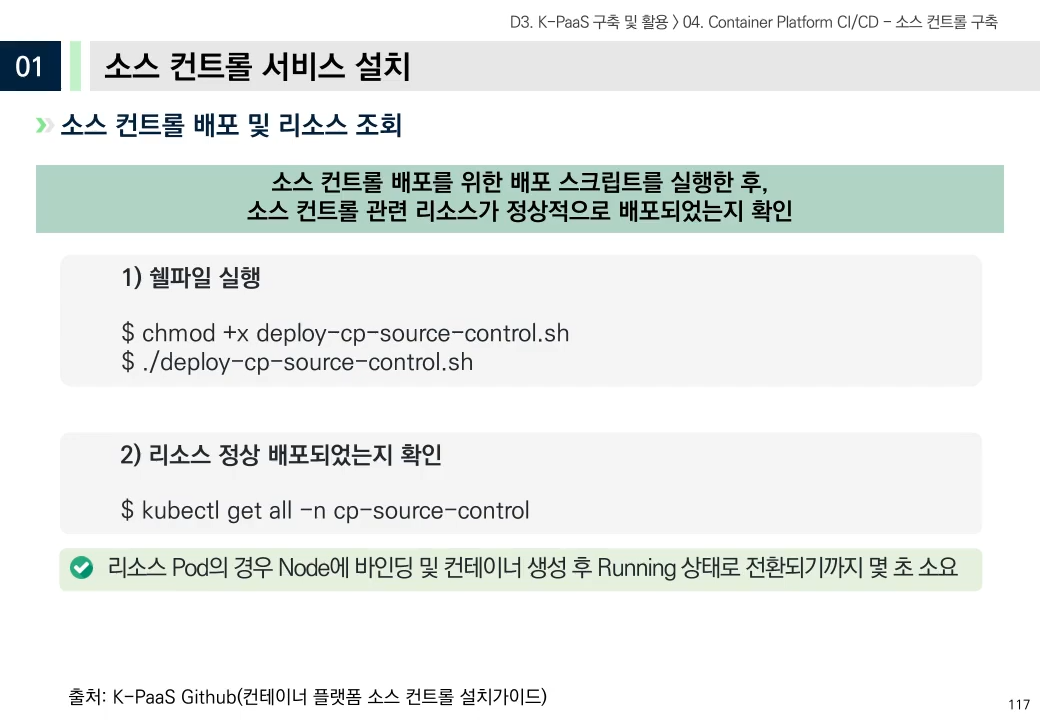 D3. K-PaaS 구축 및 활용 > 04. Container Platform CI/CD - 소스 컨트롤 구축
01
소스 컨트롤 서비스 설치
소스 컨트롤 배포 및 리소스 조회
소스 컨트롤 배포를 위한 배포 스크립트를 실행한 후,
소스 컨트롤 관련 리소스가 정상적으로 배포되었는지 확인
1) 쉘파일 실행
$ chmod +x deploy-cp-source-control.sh
$ ./deploy-cp-source-control.sh
2) 리소스 정상 배포되었는지 확인
$ kubectl get all -n cp-source-control
리소스 Pod의 경우 Node에 바인딩 및 컨테이너 생성 후 Running 상태로 전환되기까지 몇 초 소요
출처: K-PaaS Github(컨테이너 플랫폼 소스 컨트롤 설치가이드)
117